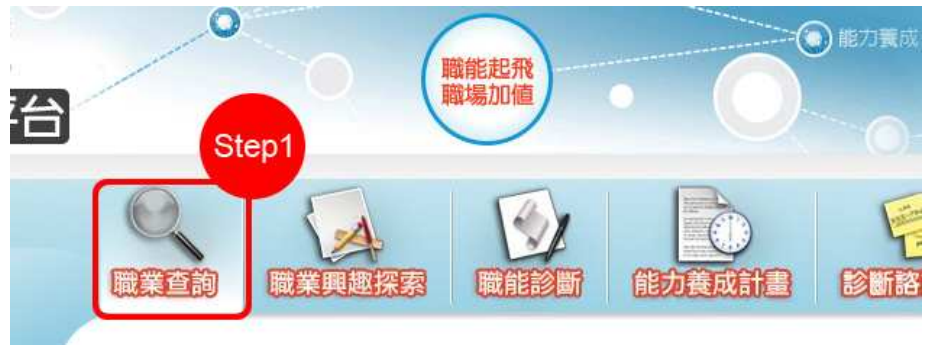 能力養成
職能起飛
職場加值
平台
Step1
職業查詢
職業興趣探索
職能診斷
能力養成計畫
診斷諮